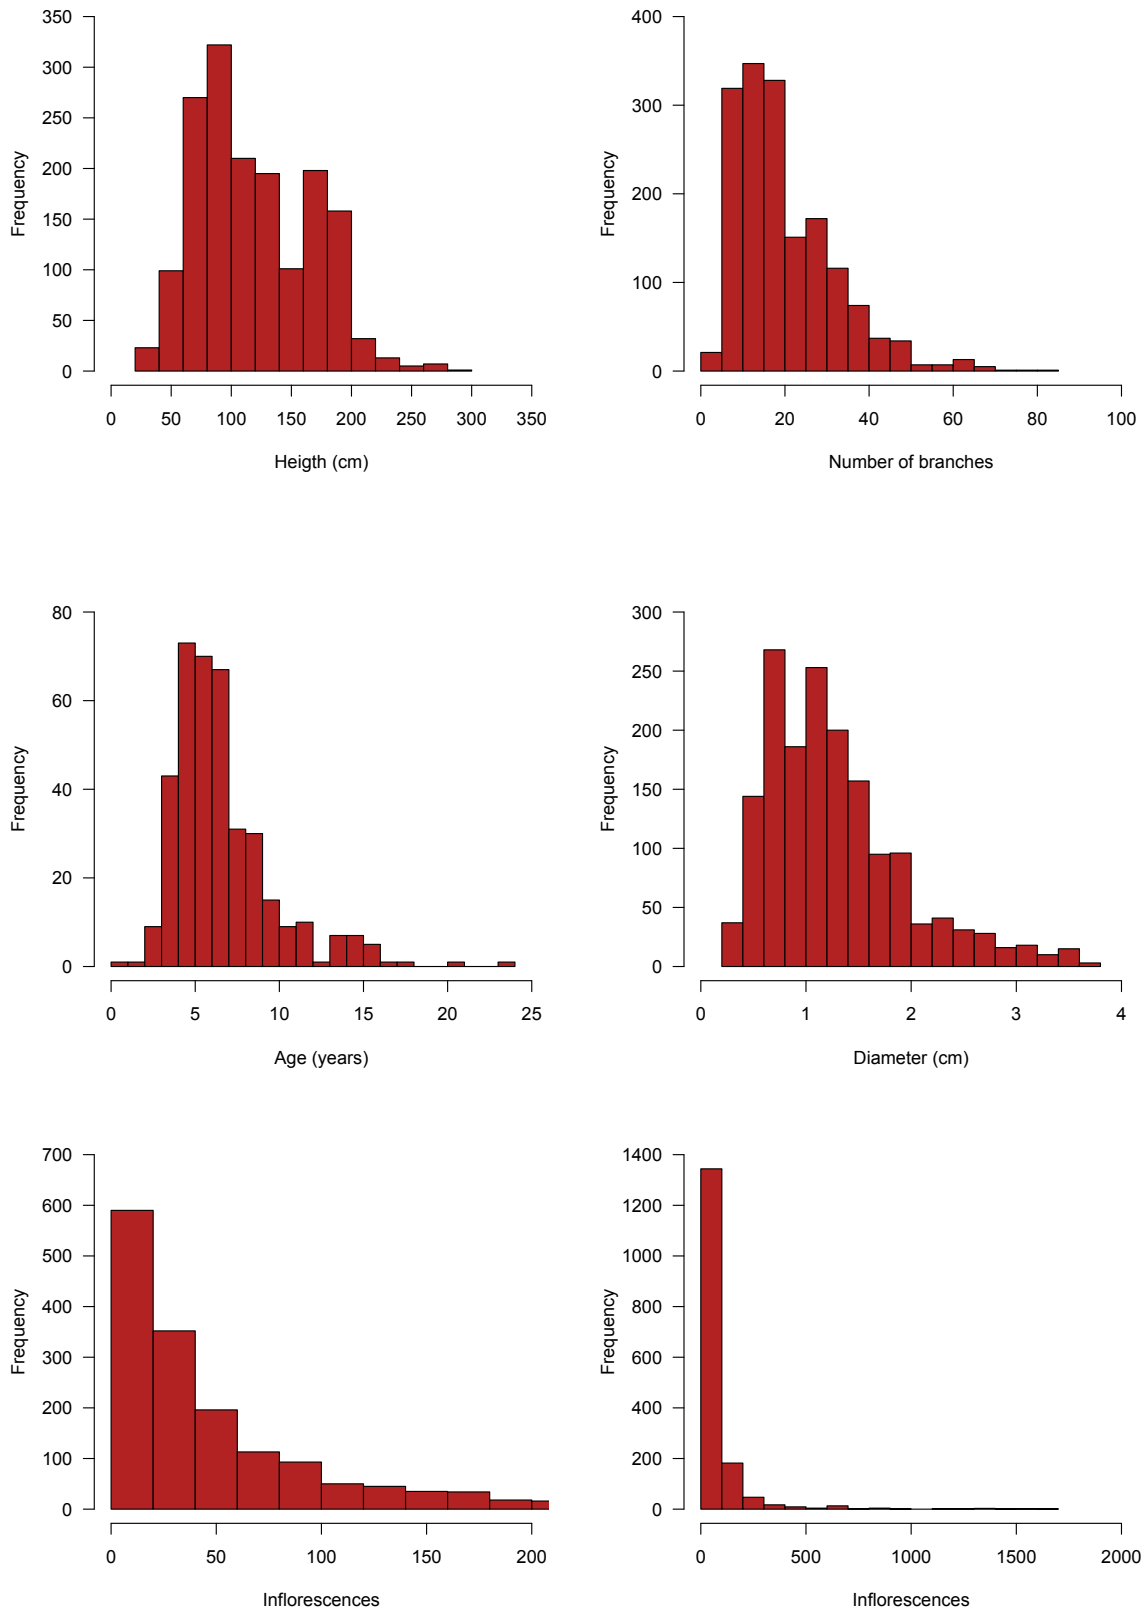 350
300
250
200
150
100
50
0
Frequency
0 50 100 150 200 250 300 350
Heigth (cm)
400
300
200
100
0
Frequency
0 20 40 60 80 100
Number of branches
80
60
40
20
0
Frequency
0 5 10 15 20 25
Age (years)
300
250
200
150
100
50
0
Frequency
0 1 2 3 4
Diameter (cm)
700
600
500
400
300
200
100
0
Frequency
0 50 100 150 200
Inflorescences
1400
1200
1000
800
600
400
200
0
Frequency
0 500 1000 1500 2000
Inflorescences